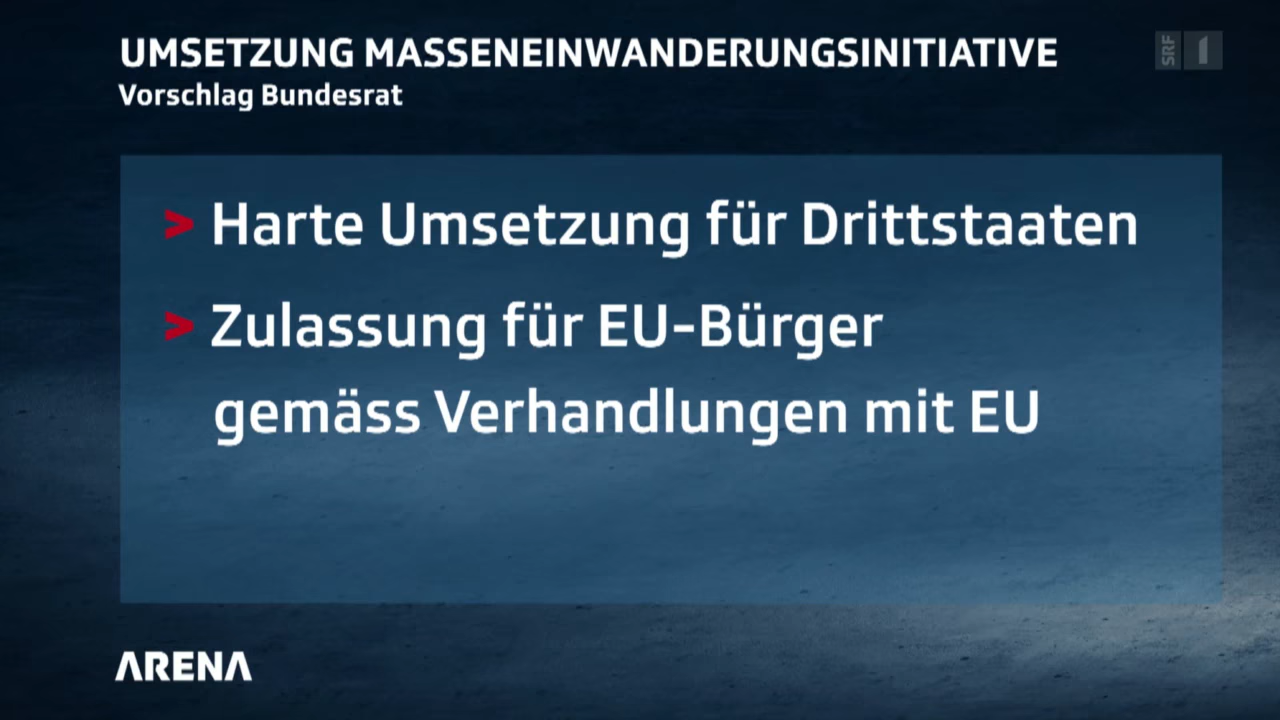 UMSETZUNG MASSENEINWANDERUNGSINITIATIVE
Vorschlag Bundesrat
SRF 1
> Harte Umsetzung für Drittstaaten
> Zulassung für EU-Bürger
gemäss Verhandlungen mit EU
ARENA